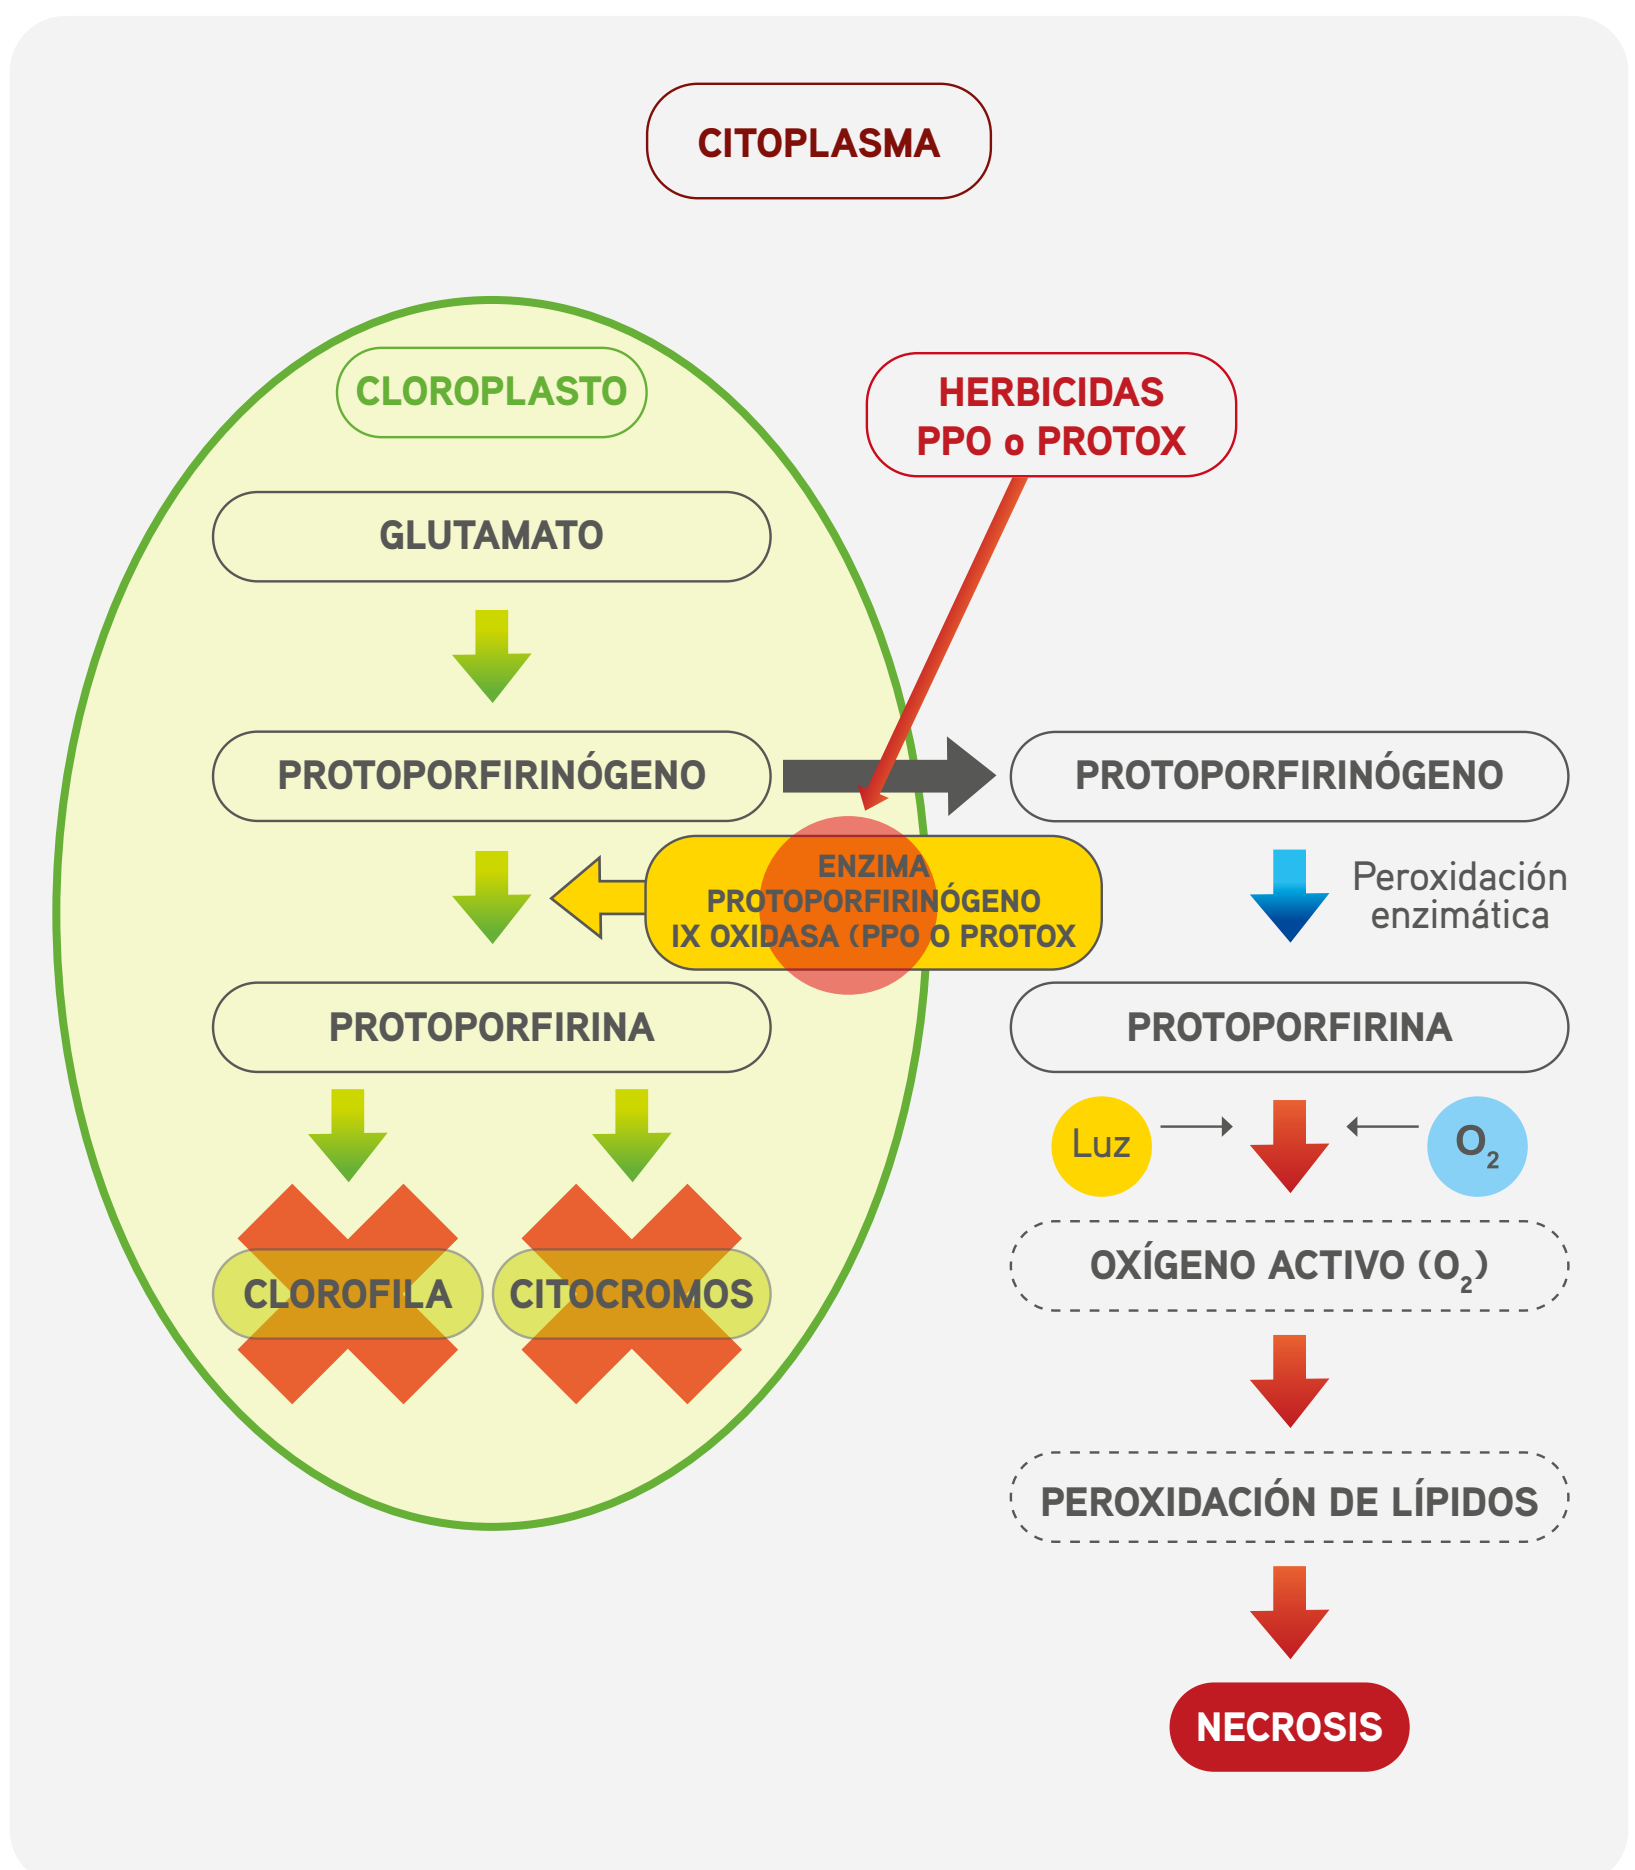 CITOPLASMA
CLOROPLASTO
HERBICIDAS
PPO o PROTOX
GLUTAMATO
PROTOPORFIRINÓGENO
PROTOPORFIRINÓGENO
ENZIMA
PROTOPORFIRINÓGENO
IX OXIDASA (PPO O PROTOX
Peroxidación
enzimática
PROTOPORFIRINA
PROTOPORFIRINA
Luz
O₂
CLOROFILA
CITOCROMOS
OXÍGENO ACTIVO (O₂)
PEROXIDACIÓN DE LÍPIDOS
NECROSIS